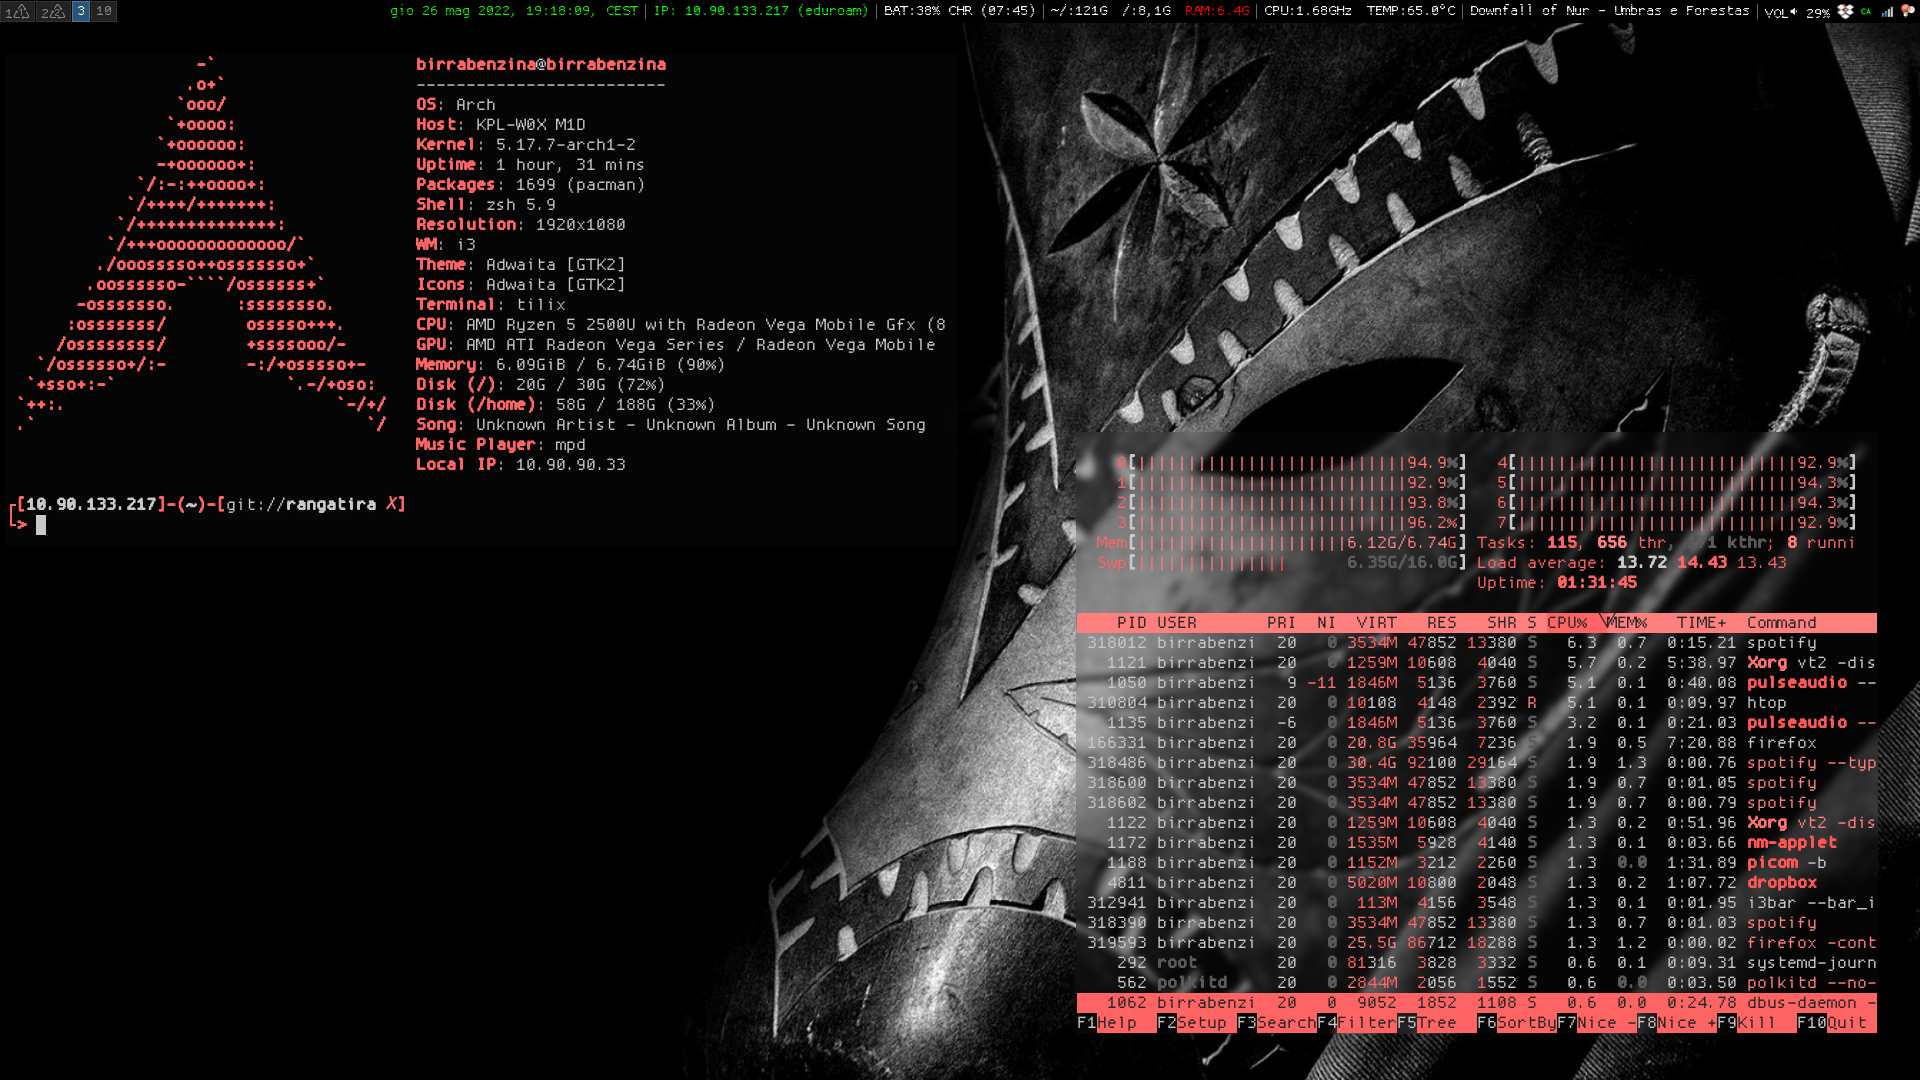 1 2 3 10 gio 26 mag 2022, 19:18:09, CEST | IP: 10.90.133.217 (eduroam) | BAT:38% CHR (07:45) | ~/:121G /:8,1G RAM:6.4G | CPU:1.68GHz TEMP:65.0°C | Downfall of Nur - Umbras e Forestas | VOL 29% CA
birrabenzina@birrabenzina
-------------------------
OS: Arch
Host: KPL-W0X M1D
Kernel: 5.17.7-arch1-2
Uptime: 1 hour, 31 mins
Packages: 1699 (pacman)
Shell: zsh 5.9
Resolution: 1920x1080
WM: i3
Theme: Adwaita [GTK2]
Icons: Adwaita [GTK2]
Terminal: tilix
CPU: AMD Ryzen 5 2500U with Radeon Vega Mobile Gfx (8
GPU: AMD ATI Radeon Vega Series / Radeon Vega Mobile
Memory: 6.09GiB / 6.74GiB (90%)
Disk (/): 20G / 30G (72%)
Disk (/home): 58G / 188G (33%)
Song: Unknown Artist - Unknown Album - Unknown Song
Music Player: mpd
Local IP: 10.90.90.33
[10.90.133.217]-(~)-[git://rangatira X]
>
0[94.9%] 4[92.9%]
1[92.9%] 5[94.3%]
2[93.8%] 6[94.3%]
3[96.2%] 7[92.9%]
Mem[6.12G/6.74G] Tasks: 115, 656 thr, kthr; 8 runni
Swp[6.35G/16.0G] Load average: 13.72 14.43 13.43
Uptime: 01:31:45
PID USER PRI NI VIRT RES SHR S CPU% MEM% TIME+ Command
318012 birrabenzi 20 0 3534M 47852 13380 S 6.3 0.7 0:15.21 spotify
1121 birrabenzi 20 0 1259M 10608 4040 S 5.7 0.2 5:38.97 Xorg vt2 -dis
1050 birrabenzi 9 -11 1846M 5136 3760 S 5.1 0.1 0:40.08 pulseaudio --
310804 birrabenzi 20 0 10108 4148 2392 R 5.1 0.1 0:09.97 htop
1135 birrabenzi -6 0 1846M 5136 3760 S 3.2 0.1 0:21.03 pulseaudio --
166331 birrabenzi 20 0 20.8G 35964 7236 S 1.9 0.5 7:20.88 firefox
318486 birrabenzi 20 0 30.4G 92100 29164 S 1.9 1.3 0:00.76 spotify --typ
318600 birrabenzi 20 0 3534M 47852 13380 S 1.9 0.7 0:01.05 spotify
318602 birrabenzi 20 0 3534M 47852 13380 S 1.9 0.7 0:00.79 spotify
1122 birrabenzi 20 0 1259M 10608 4040 S 1.3 0.2 0:51.96 Xorg vt2 -dis
1172 birrabenzi 20 0 1535M 5928 4140 S 1.3 0.1 0:03.66 nm-applet
1188 birrabenzi 20 0 1152M 3212 2260 S 1.3 0.0 1:31.89 picom -b
4811 birrabenzi 20 0 5020M 10800 2048 S 1.3 0.2 1:07.72 dropbox
312941 birrabenzi 20 0 113M 4156 3548 S 1.3 0.1 0:01.95 i3bar --bar_i
318390 birrabenzi 20 0 3534M 47852 13380 S 1.3 0.7 0:01.03 spotify
319593 birrabenzi 20 0 25.5G 86712 18288 S 1.3 1.2 0:00.02 firefox -cont
292 root 20 0 81316 3828 3332 S 0.6 0.1 0:09.31 systemd-journ
562 polkitd 20 0 2844M 2056 1552 S 0.6 0.0 0:03.50 polkitd --no-
1062 birrabenzi 20 0 9052 1852 1108 S 0.6 0.0 0:24.78 dbus-daemon -
F1Help F2Setup F3SearchF4FilterF5Tree F6SortByF7Nice -F8Nice +F9Kill F10Quit